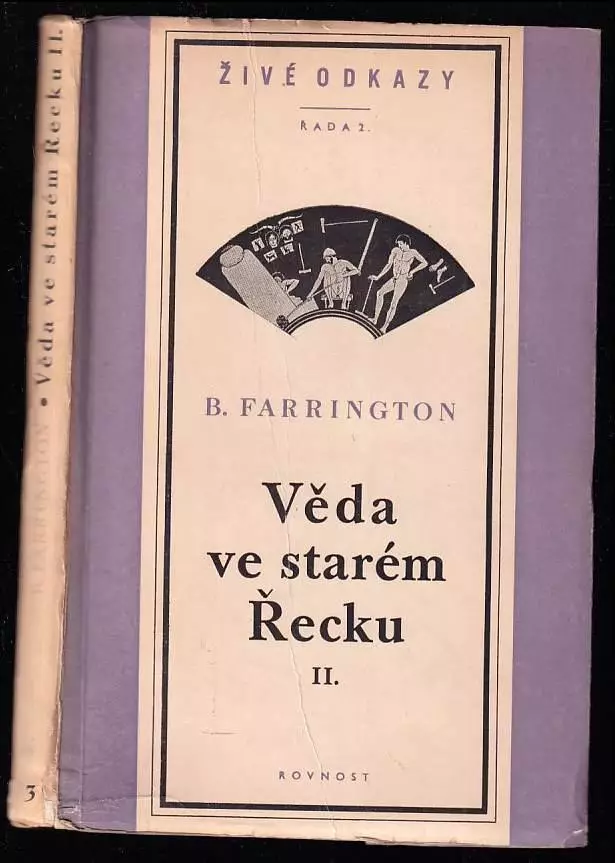 ŽIVÉ ODKAZY
ŘADA 2.
B. FARRINGTON
Věda
ve starém
Řecku
II.
ROVNOST
B. FARRINGTON • Věda ve starém Řecku II.
3